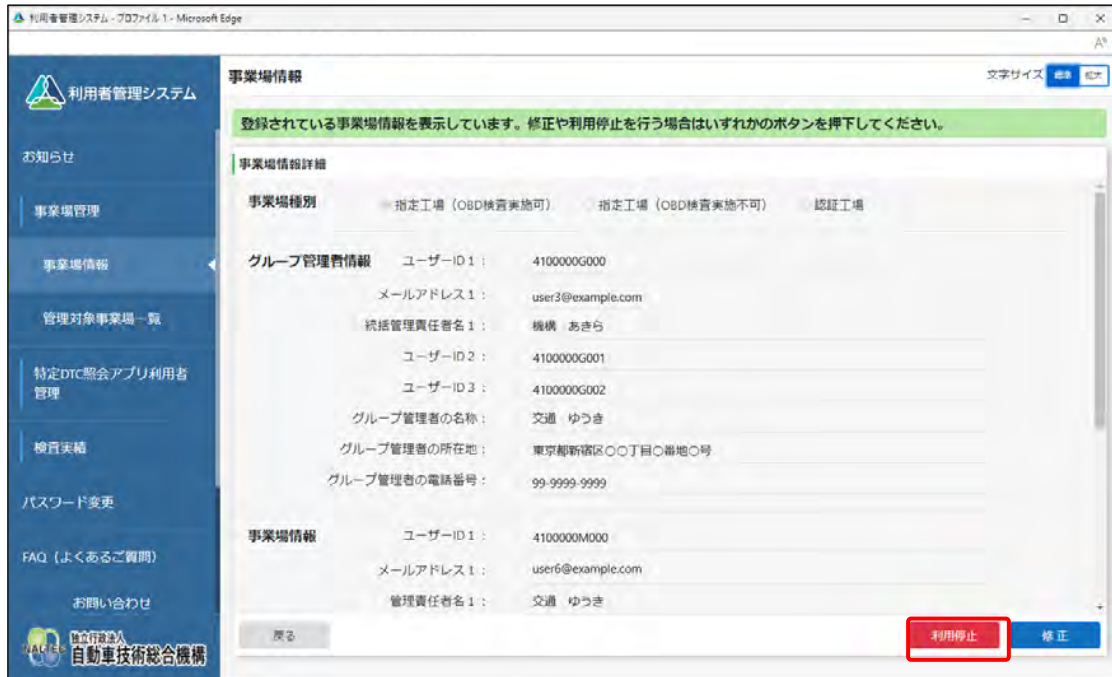 利用者管理システム - プロファイル 1 - Microsoft Edge
利用者管理システム
事業場情報
文字サイズ 標準 拡大
登録されている事業場情報を表示しています。修正や利用停止を行う場合はいずれかのボタンを押下してください。
お知らせ
事業場管理
事業場情報
管理対象事業場一覧
特定DTC照会アプリ利用者
管理
検査実績
パスワード変更
FAQ（よくあるご質問）
お問い合わせ
独立行政法人
自動車技術総合機構
事業場情報詳細
事業場種別 指定工場（OBD検査実施可） 指定工場（OBD検査実施不可） 認証工場
グループ管理者情報 ユーザーID1： 4100000G000
メールアドレス1： user3@example.com
統括管理責任者名1： 機構 あきら
ユーザーID2： 4100000G001
ユーザーID3： 4100000G002
グループ管理者の名称： 交通 ゆうき
グループ管理者の所在地： 東京都新宿区○○丁目○番地○号
グループ管理者の電話番号： 99-9999-9999
事業場情報 ユーザーID1： 4100000M000
メールアドレス1： user6@example.com
管理責任者名1： 交通 ゆうき
戻る 利用停止 修正